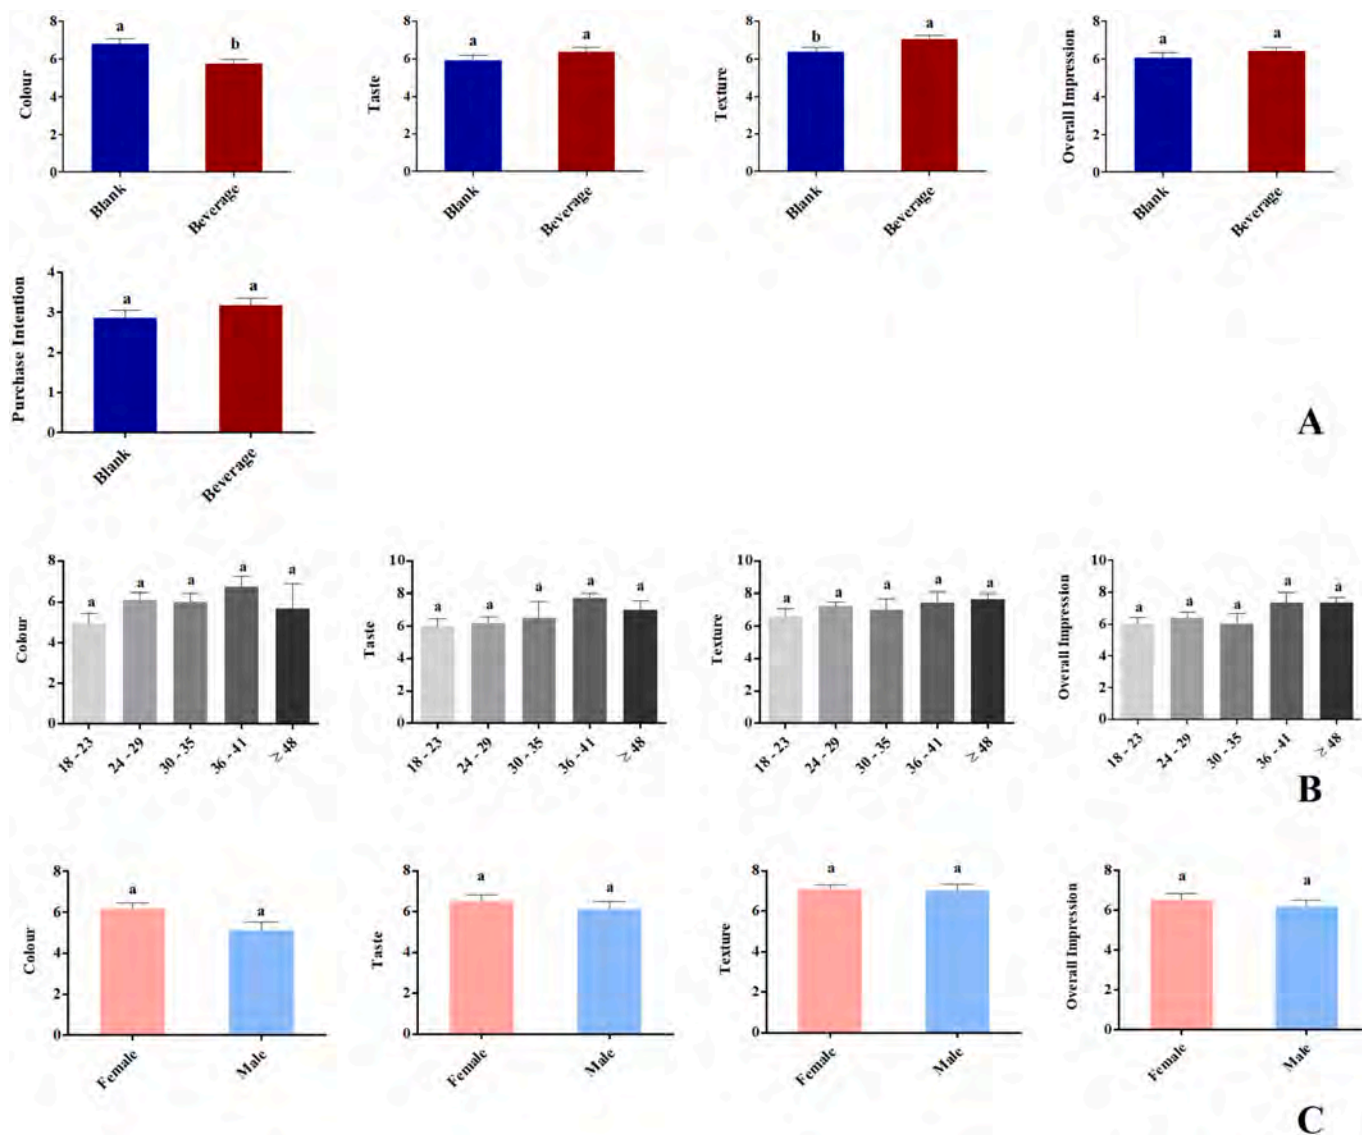 Colour
8
6
4
2
0
a
b
Blank
Beverage
Taste
8
6
4
2
0
a
a
Blank
Beverage
Texture
8
6
4
2
0
b
a
Blank
Beverage
Overall Impression
8
6
4
2
0
a
a
Blank
Beverage
Purchase Intention
4
3
2
1
0
a
a
Blank
Beverage
A
Colour
8
6
4
2
0
a
a
a
a
a
18 - 23
24 - 29
30 - 35
36 - 41
≥ 48
Taste
10
8
6
4
2
0
a
a
a
a
a
18 - 23
24 - 29
30 - 35
36 - 41
≥ 48
Texture
10
8
6
4
2
0
a
a
a
a
a
18 - 23
24 - 29
30 - 35
36 - 41
≥ 48
Overall Impression
10
8
6
4
2
0
a
a
a
a
a
18 - 23
24 - 29
30 - 35
36 - 41
≥ 48
B
Colour
8
6
4
2
0
a
a
Female
Male
Taste
8
6
4
2
0
a
a
Female
Male
Texture
8
6
4
2
0
a
a
Female
Male
Overall Impression
8
6
4
2
0
a
a
Female
Male
C